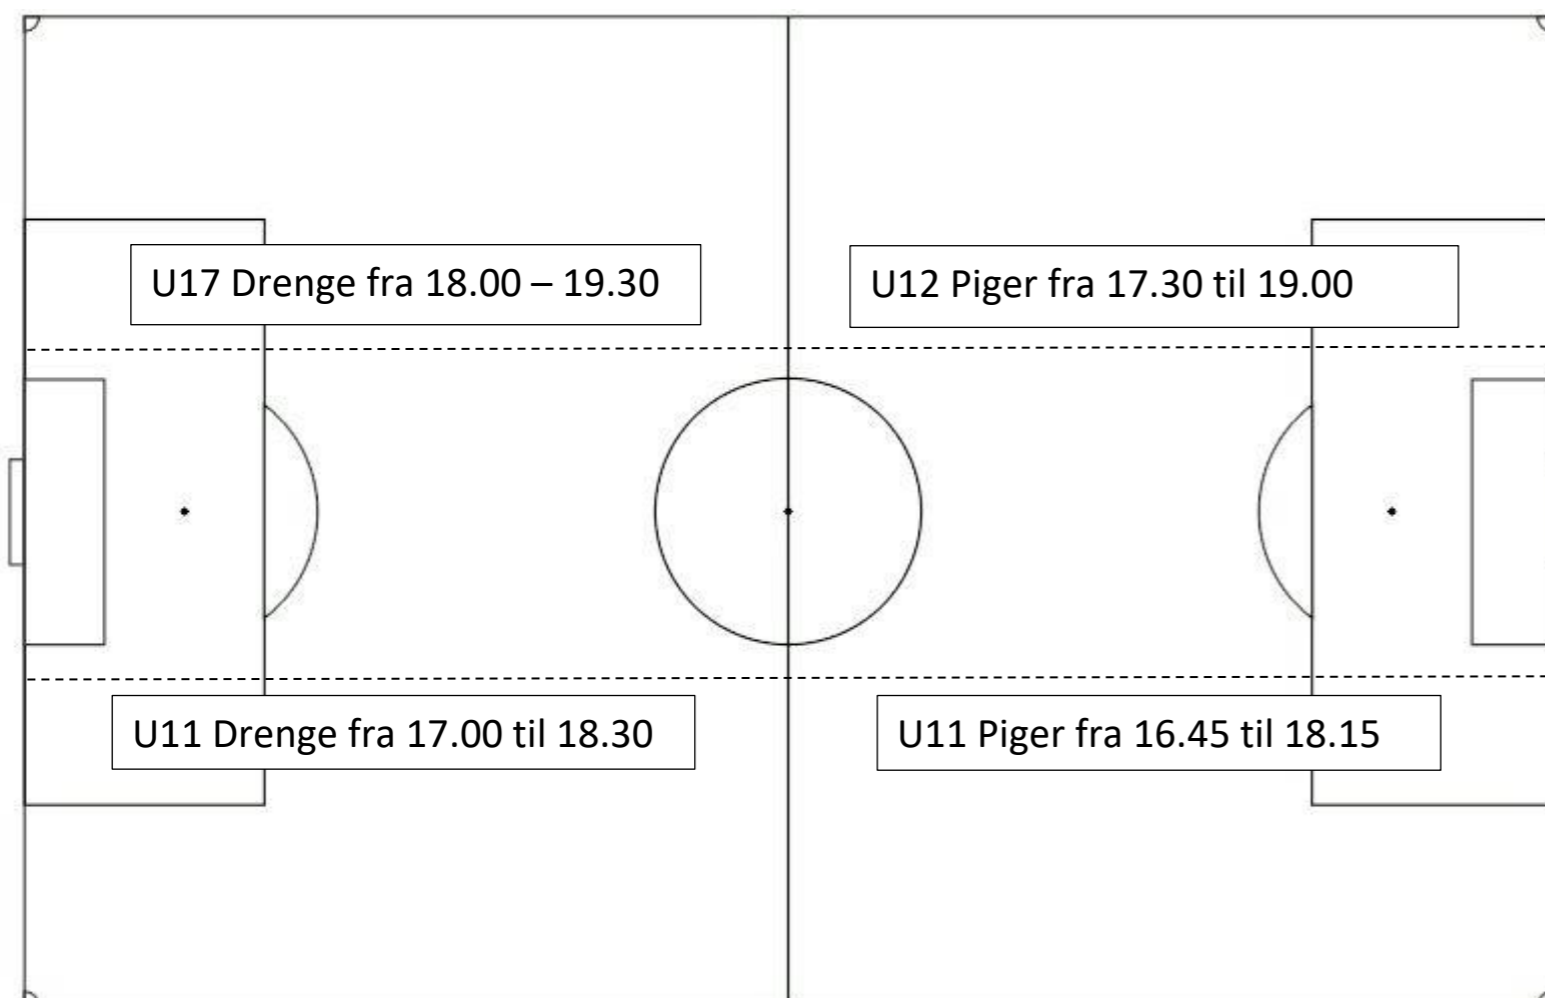 U17 Drenge fra 18.00 – 19.30
U12 Piger fra 17.30 til 19.00
U11 Drenge fra 17.00 til 18.30
U11 Piger fra 16.45 til 18.15